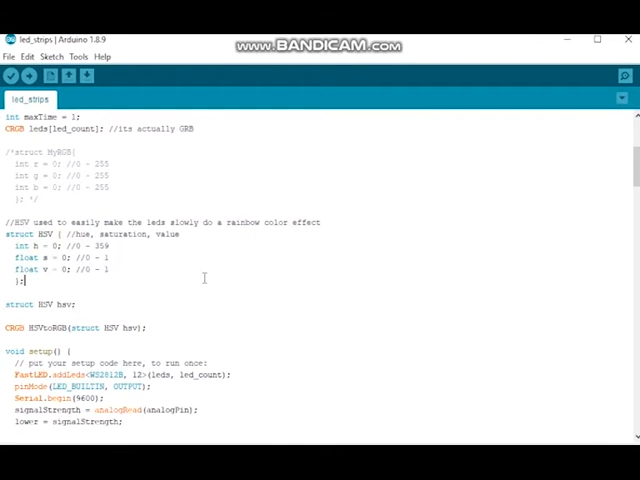 led_strips | Arduino 1.8.9
www.BANDICAM.com
File Edit Sketch Tools Help
led_strips
int maxTime = 1;
CRGB leds[led_count]; //its actually GRB
/*struct MyRGB{
int r = 0; //0 - 255
int g = 0; //0 - 255
int b = 0; //0 - 255
}; */
//HSV used to easily make the leds slowly do a rainbow color effect
struct HSV { //hue, saturation, value
int h = 0; //0 - 359
float s = 0; //0 - 1
float v = 0; //0 - 1
};
struct HSV hsv;
CRGB HSVtoRGB(struct HSV hsv);
void setup() {
// put your setup code here, to run once:
FastLED.addLeds<WS2812B, 12>(leds, led_count);
pinMode(LED_BUILTIN, OUTPUT);
Serial.begin(9600);
signalStrength = analogRead(analogPin);
lower = signalStrength;